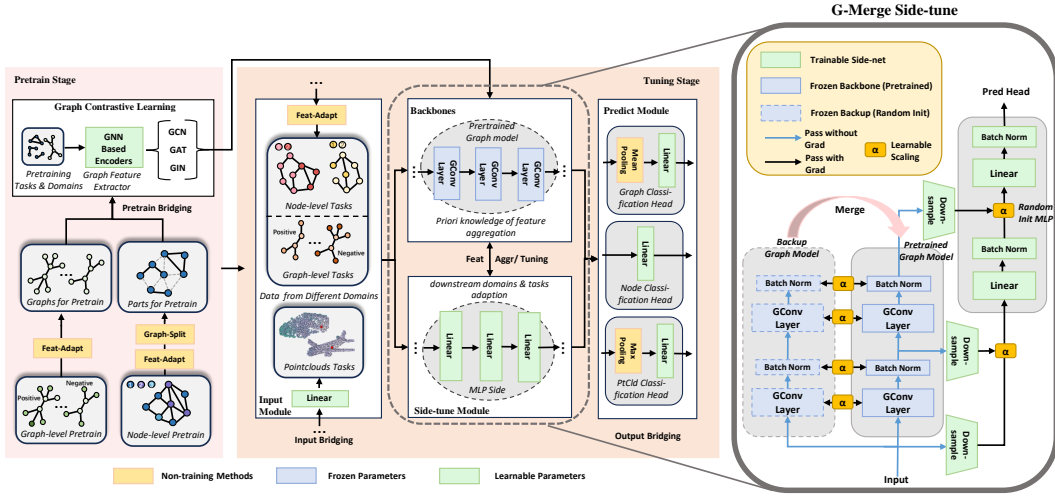 G-Merge Side-tune
Pretrain Stage
Graph Contrastive Learning
GNN
Based
Encoders
GCN
GAT
GIN
Pretraining
Tasks & Domains
Graph Feature
Extractor
Pretrain Bridging
Graphs for Pretrain
Parts for Pretrain
Graph-Split
Feat-Adapt
Feat-Adapt
Positive
Negative
...
Graph-level Pretrain
Node-level Pretrain
Tuning Stage
...
Feat-Adapt
Node-level Tasks
Positive
...
Negative
Graph-level Tasks
Data from Different Domains
Pointclouds Tasks
Input
Module
Linear
...
Input Bridging
Backbones
Pretrained
Graph model
GConv
Layer
GConv
Layer
GConv
Layer
Priori knowledge of feature
aggregation
Feat
Aggr/ Tuning
downstream domains & tasks
adaption
Linear
Linear
Linear
MLP Side
Side-tune Module
Predict Module
Mean
Pooling
Linear
Graph Classi-
fication Head
Linear
Node Classi-
fication Head
Max
Pooling
Linear
PtCld Classi-
fication Head
Output Bridging
Non-training Methods
Frozen Parameters
Learnable Parameters
Trainable Side-net
Frozen Backbone (Pretrained)
Frozen Backup (Random Init)
Pass without
Grad
Pass with
Grad
α
Learnable
Scaling
Pred Head
Batch Norm
Linear
α
Random
Init MLP
Batch Norm
Linear
Down-
sample
Merge
Backup
Graph Model
Pretrained
Graph Model
Batch Norm
α
Batch Norm
GConv
Layer
α
GConv
Layer
Down-
sample
α
Batch Norm
α
Batch Norm
GConv
Layer
α
GConv
Layer
Down-
sample
Input